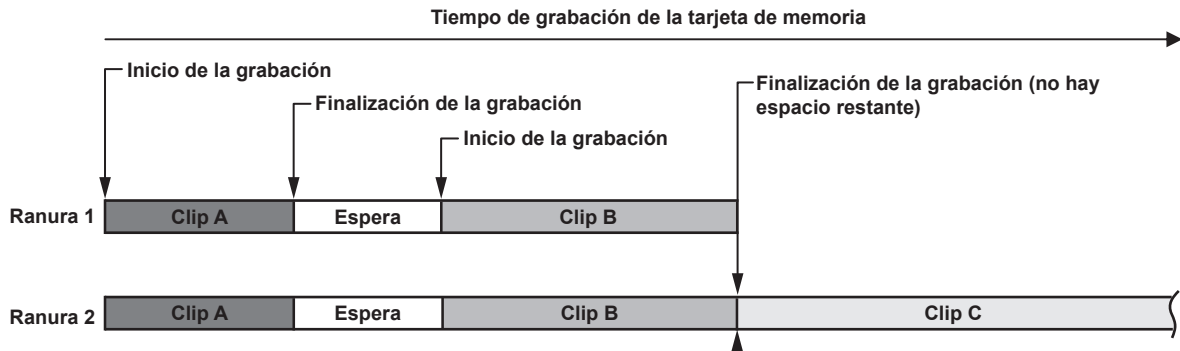 Tiempo de grabación de la tarjeta de memoria
Inicio de la grabación
Finalización de la grabación
Inicio de la grabación
Finalización de la grabación (no hay
espacio restante)
Ranura 1 Clip A Espera Clip B
Ranura 2 Clip A Espera Clip B Clip C